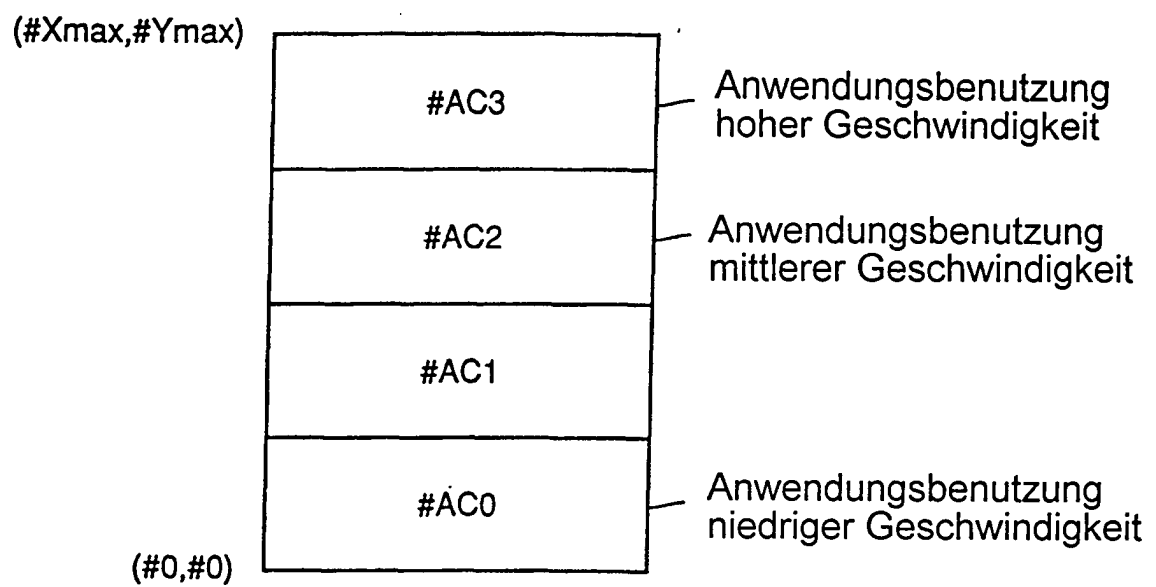 (#Xmax,#Ymax)
#AC3
Anwendungsbenutzung
hoher Geschwindigkeit
#AC2
Anwendungsbenutzung
mittlerer Geschwindigkeit
#AC1
#AC0
Anwendungsbenutzung
niedriger Geschwindigkeit
(#0,#0)